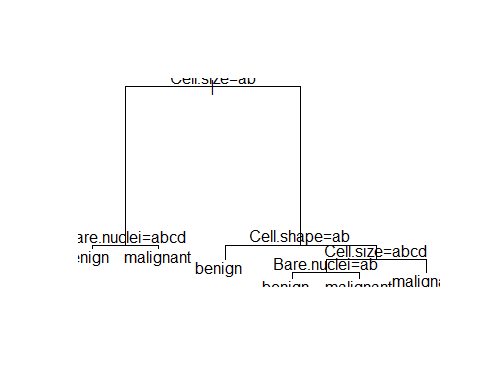 Cell.size=ab
are.nuclei=abcd
Cell.shape=ab
enign
malignant
Cell.size=abcd
benign
Bare.nuclei=ab
benign
malignant
maligna